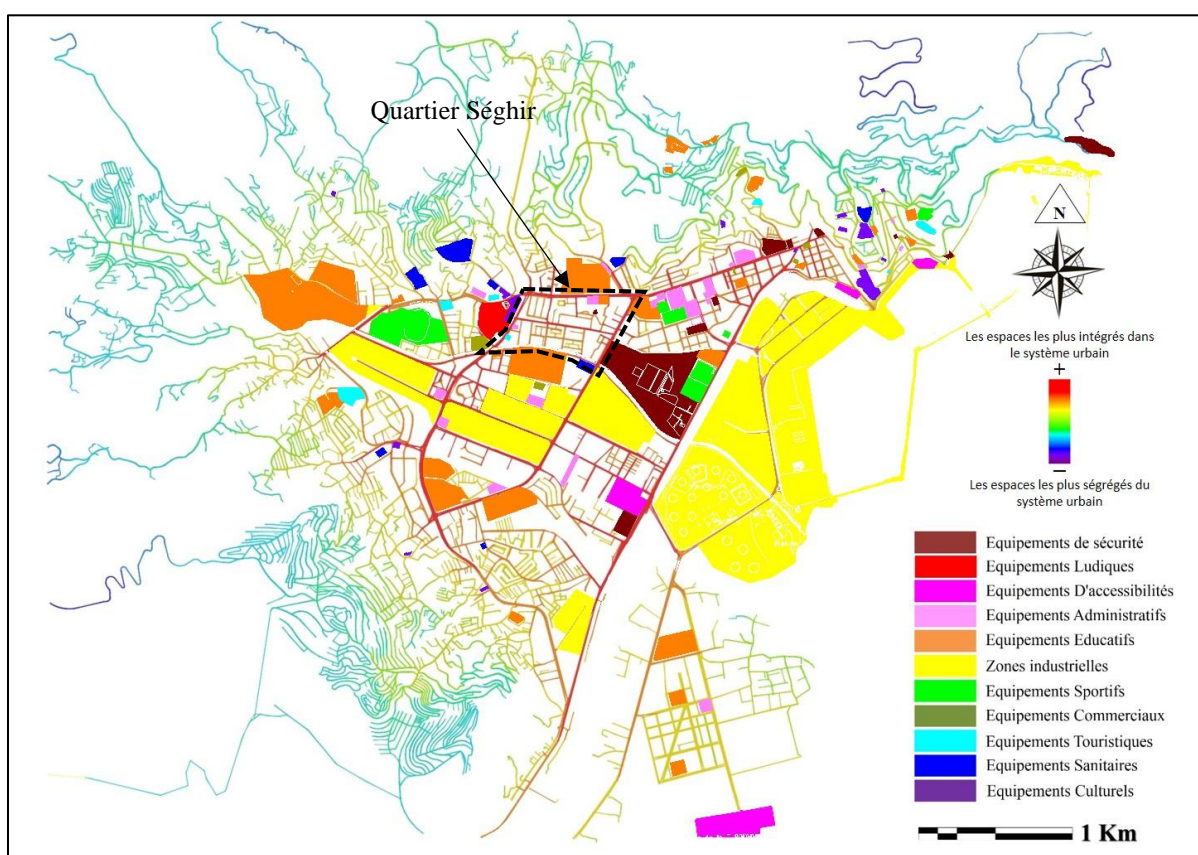 Quartier Séghir
N
Les espaces les plus intégrés dans
le système urbain
+
−
Les espaces les plus ségrégés du
système urbain
Equipements de sécurité
Equipements Ludiques
Equipements D'accessibilités
Equipements Administratifs
Equipements Educatifs
Zones industrielles
Equipements Sportifs
Equipements Commerciaux
Equipements Touristiques
Equipements Sanitaires
Equipements Culturels
1 Km